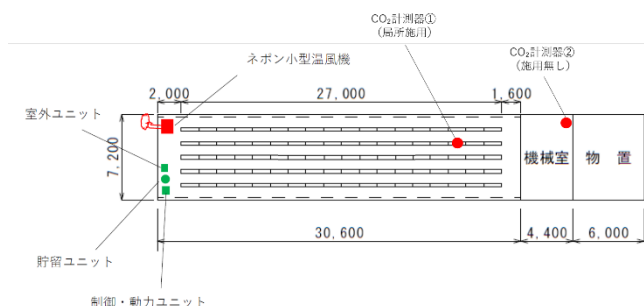 CO₂計測器①
(局所施用)
CO₂計測器②
(施用無し)
ネポン小型温風機
2,000
27,000
1,600
室外ユニット
7,200
機械室
物置
30,600
4,400
6,000
貯留ユニット
制御・動力ユニット